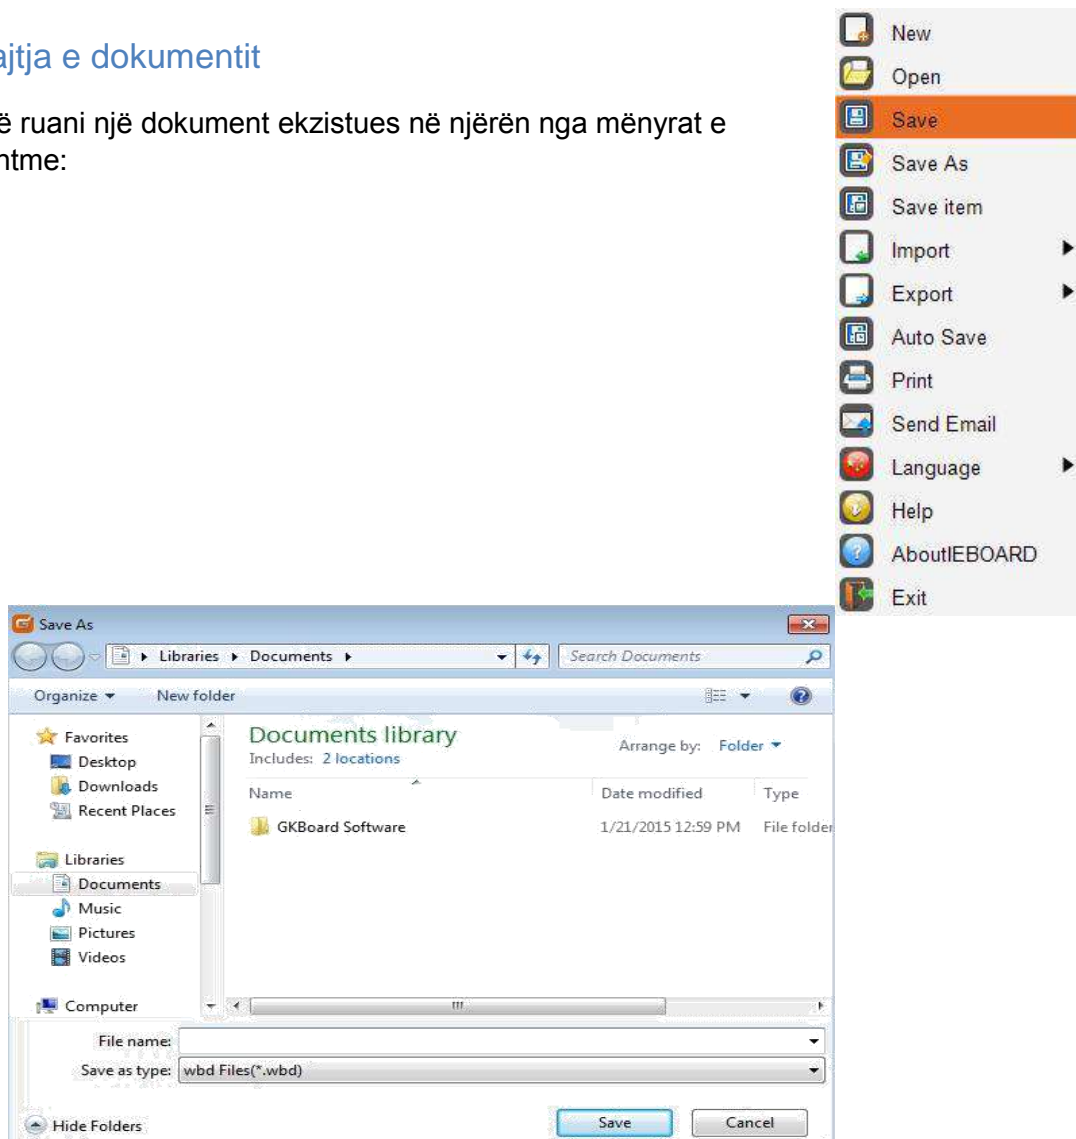 ajtja e dokumentit
ë ruani një dokument ekzistues në njërën nga mënyrat e
htme:
New
Open
Save
Save As
Save item
Import
Export
Auto Save
Print
Send Email
Language
Help
AboutIEBOARD
Exit
Save As
Libraries Documents
Search Documents
Organize New folder
Favorites
Desktop
Downloads
Recent Places
Libraries
Documents
Music
Pictures
Videos
Computer
Documents library
Includes: 2 locations
Arrange by: Folder
Name Date modified Type
GKBoard Software 1/21/2015 12:59 PM File folder
File name:
Save as type: wbd Files(*.wbd)
Hide Folders Save Cancel